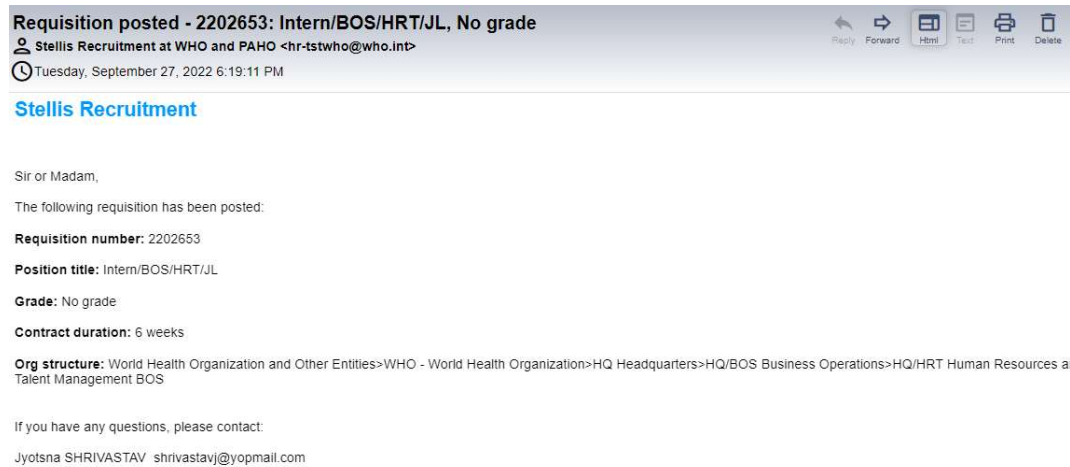 Requisition posted - 2202653: Intern/BOS/HRT/JL, No grade
Stellis Recruitment at WHO and PAHO <hr-tstwho@who.int>
Tuesday, September 27, 2022 6:19:11 PM
Reply Forward Html Text Print Delete
Stellis Recruitment
Sir or Madam,
The following requisition has been posted:
Requisition number: 2202653
Position title: Intern/BOS/HRT/JL
Grade: No grade
Contract duration: 6 weeks
Org structure: World Health Organization and Other Entities>WHO - World Health Organization>HQ Headquarters>HQ/BOS Business Operations>HQ/HRT Human Resources a
Talent Management BOS
If you have any questions, please contact:
Jyotsna SHRIVASTAV shrivastavj@yopmail.com